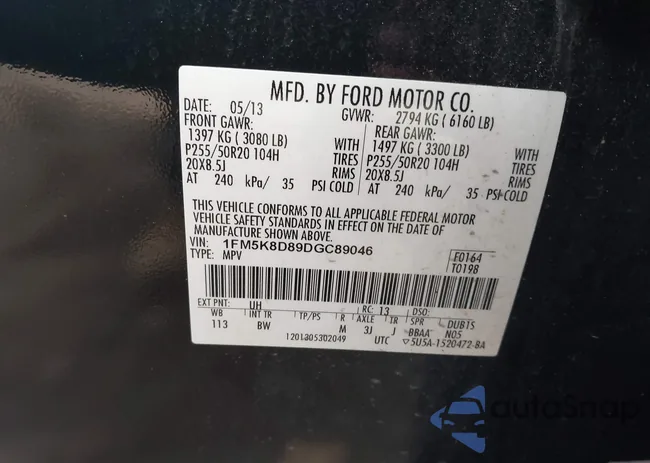 MFD. BY FORD MOTOR CO.
DATE: 05/13 GVWR: 2794 KG ( 6160 LB)
FRONT GAWR: REAR GAWR:
1397 KG ( 3080 LB) WITH 1497 KG ( 3300 LB) WITH
P255/50R20 104H TIRES P255/50R20 104H TIRES
20X8.5J RIMS 20X8.5J RIMS
AT 240 kPa/ 35 PSI COLD AT 240 kPa/ 35 PSI COLD
THIS VEHICLE CONFORMS TO ALL APPLICABLE FEDERAL MOTOR
VEHICLE SAFETY STANDARDS IN EFFECT ON THE DATE OF
MANUFACTURE SHOWN ABOVE.
VIN: 1FM5K8D89DGC89046
TYPE: MPV
F0164
T0198
EXT PNT: UH RC: 13 DSO:
WB INT TR TP/PS R AXLE TR SPR DUB1S
113 BW M 3J J BBAA N05
1201305302049 UTC ▽5U5A-1520472-BA
autoSnap